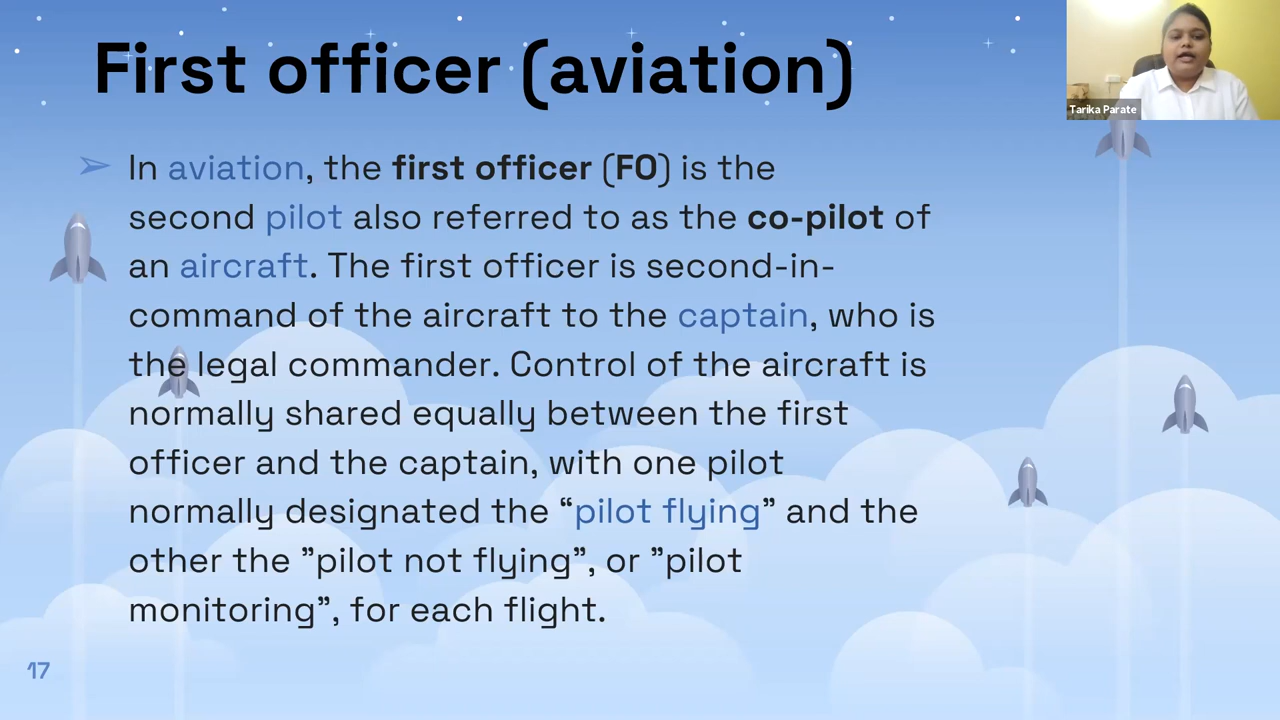 First officer (aviation)
Tarika Parate
➢ In aviation, the first officer (FO) is the
second pilot also referred to as the co-pilot of
an aircraft. The first officer is second-in-
command of the aircraft to the captain, who is
the legal commander. Control of the aircraft is
normally shared equally between the first
officer and the captain, with one pilot
normally designated the “pilot flying” and the
other the ”pilot not flying”, or ”pilot
monitoring”, for each flight.
17